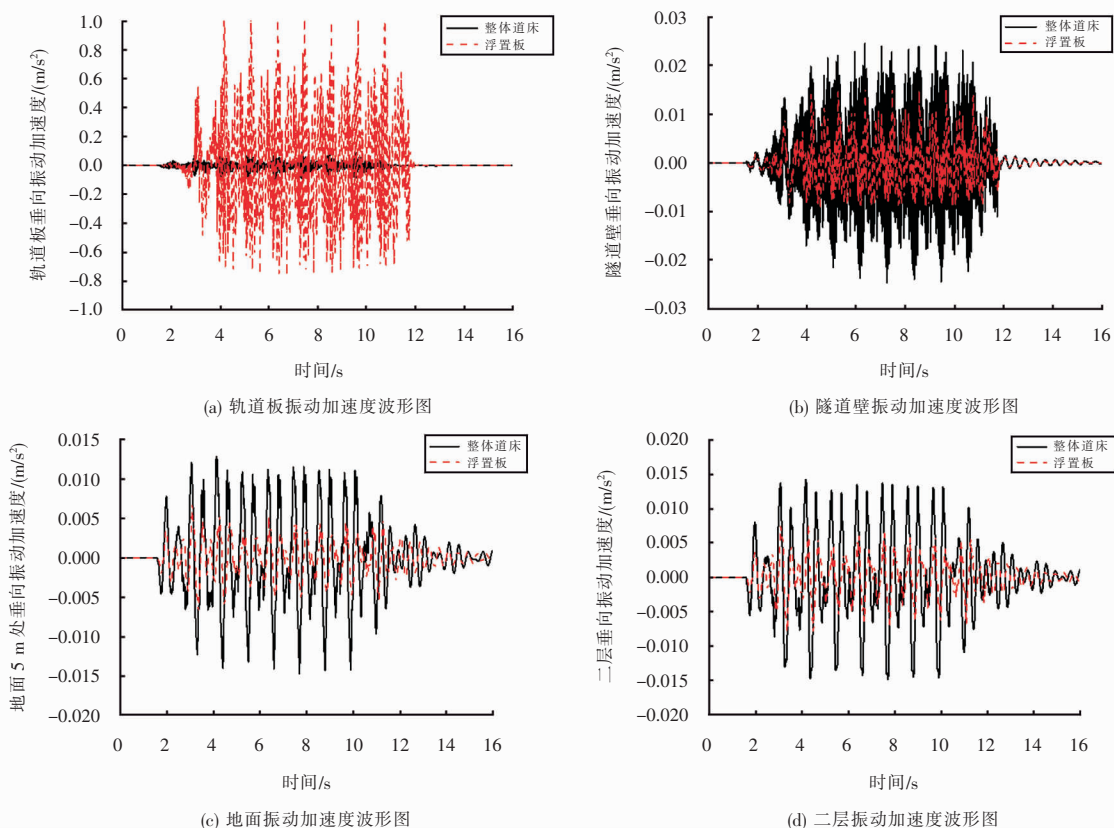 整体道床
浮置板
轨道板垂向振动加速度/(m/s²)
1.0
0.8
0.6
0.4
0.2
0.0
−0.2
−0.4
−0.6
−0.8
−1.0
0 2 4 6 8 10 12 14 16
时间/s
(a) 轨道板振动加速度波形图
整体道床
浮置板
隧道壁垂向振动加速度/(m/s²)
0.03
0.02
0.01
0.00
−0.01
−0.02
−0.03
0 2 4 6 8 10 12 14 16
时间/s
(b) 隧道壁振动加速度波形图
整体道床
浮置板
地面 5 m 处垂向振动加速度/(m/s²)
0.015
0.010
0.005
0.000
−0.005
−0.010
−0.015
−0.020
0 2 4 6 8 10 12 14 16
时间/s
(c) 地面振动加速度波形图
整体道床
浮置板
二层垂向振动加速度/(m/s²)
0.020
0.015
0.010
0.005
0.000
−0.005
−0.010
−0.015
−0.020
0 2 4 6 8 10 12 14 16
时间/s
(d) 二层振动加速度波形图